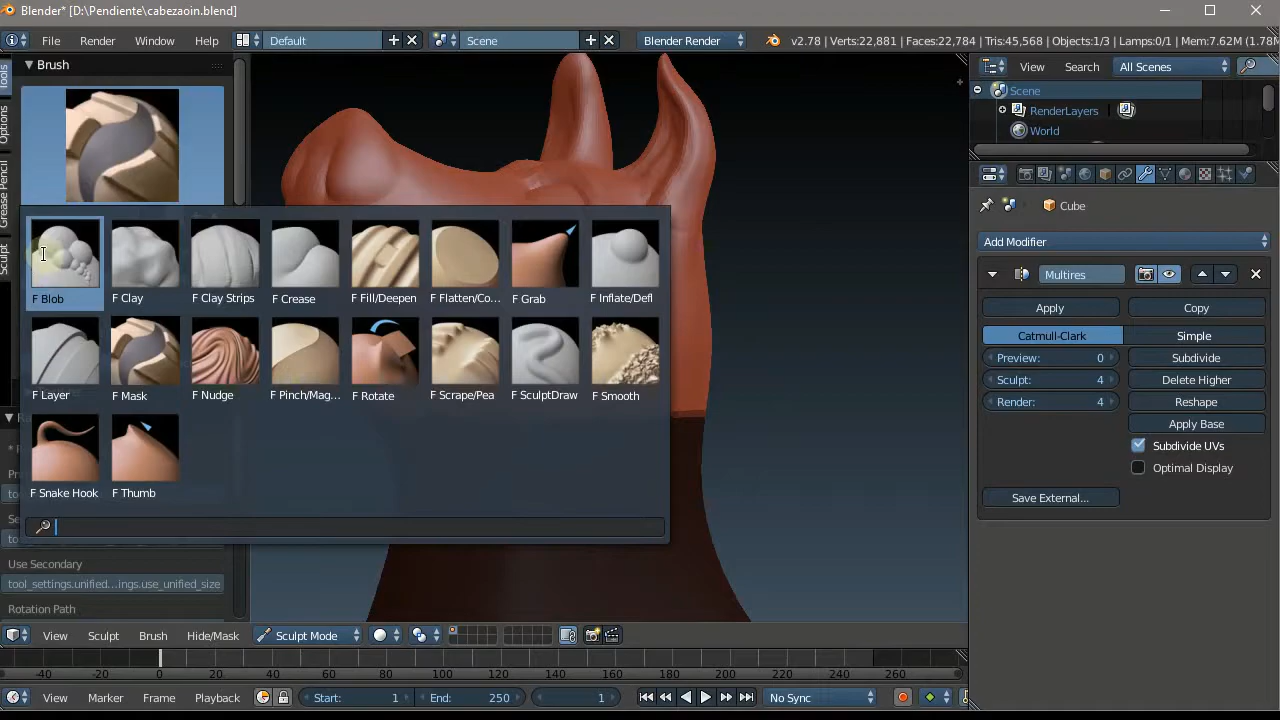 Blender* [D:\Pendiente\cabezaoin.blend]
File Render Window Help Default Scene Blender Render v2.78 | Verts:22,881 | Faces:22,784 | Tris:45,568 | Objects:1/3 | Lamps:0/1 | Mem:7.62M
Tools
Options
Grease Pencil
Sculpt
Brush
F Blob F Clay F Clay Strips F Crease F Fill/Deepen F Flatten/Co... F Grab F Inflate/Defl
F Layer F Mask F Nudge F Pinch/Mag... F Rotate F Scrape/Pea F SculptDraw F Smooth
F Snake Hook F Thumb
Use Secondary
tool_settings.unified...ings.use_unified_size
Rotation Path
View Search All Scenes
Scene
RenderLayers
World
Cube
Add Modifier
Multires
Apply Copy
Catmull-Clark Simple
Preview: 0 Subdivide
Sculpt: 4 Delete Higher
Render: 4 Reshape
Apply Base
Subdivide UVs
Optimal Display
Save External...
View Sculpt Brush Hide/Mask Sculpt Mode
-40 -20 0 20 40 60 80 100 120 140 160 180 200 220 240 260
View Marker Frame Playback Start: 1 End: 250 1 No Sync